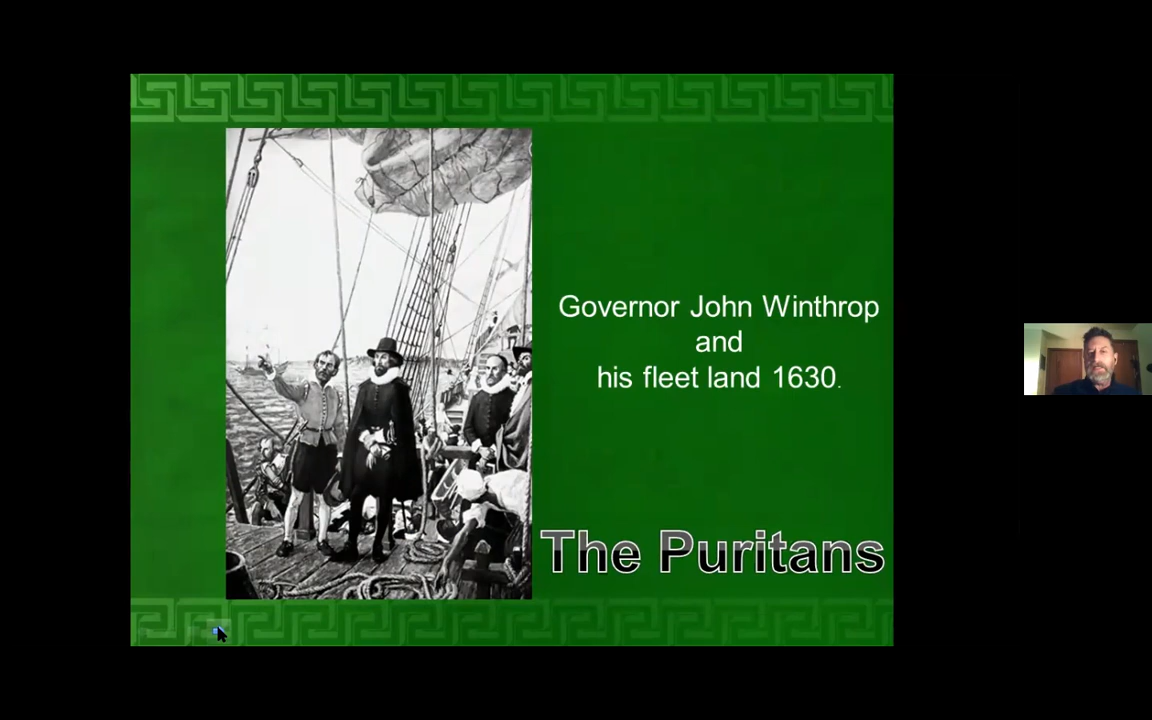 Governor John Winthrop
and
his fleet land 1630.
The Puritans